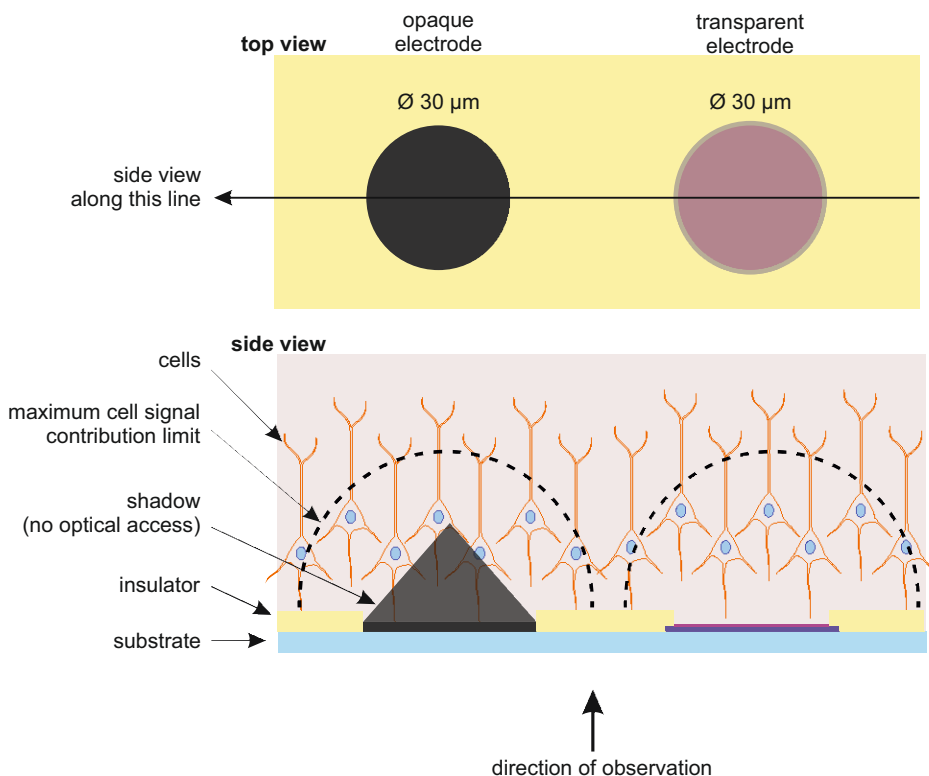 opaque
electrode
transparent
electrode
top view
Ø 30 µm
Ø 30 µm
side view
along this line
side view
cells
maximum cell signal
contribution limit
shadow
(no optical access)
insulator
substrate
direction of observation